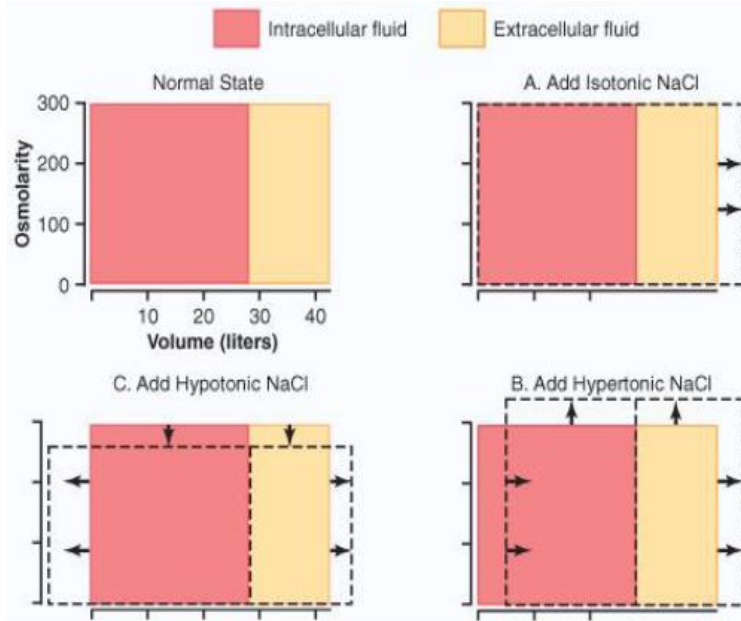 Intracellular fluid
Extracellular fluid
Normal State
300
200
100
0
Osmolarity
10 20 30 40
Volume (liters)
A. Add Isotonic NaCl
C. Add Hypotonic NaCl
B. Add Hypertonic NaCl